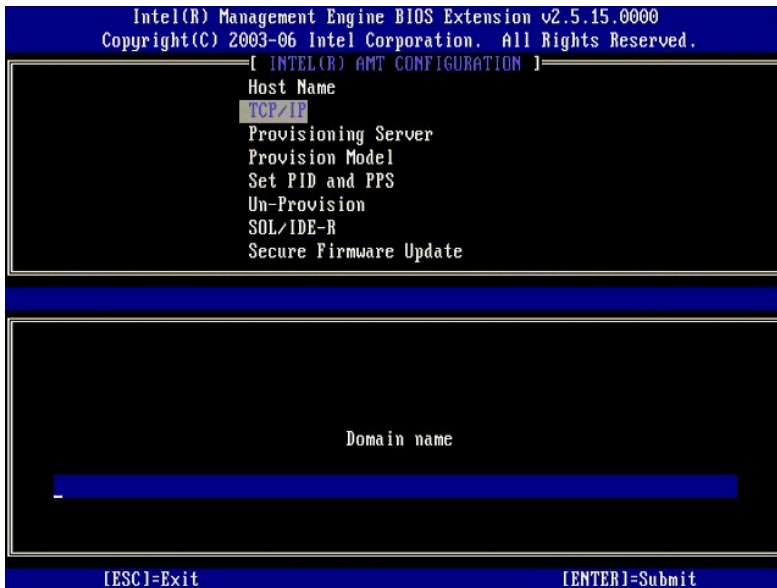 Intel(R) Management Engine BIOS Extension v2.5.15.0000
Copyright(C) 2003-06 Intel Corporation. All Rights Reserved.
[ INTEL(R) AMT CONFIGURATION ]
Host Name
TCP/IP
Provisioning Server
Provision Model
Set PID and PPS
Un-Provision
SOL/IDE-R
Secure Firmware Update
Domain name
_
[ESC]=Exit [ENTER]=Submit